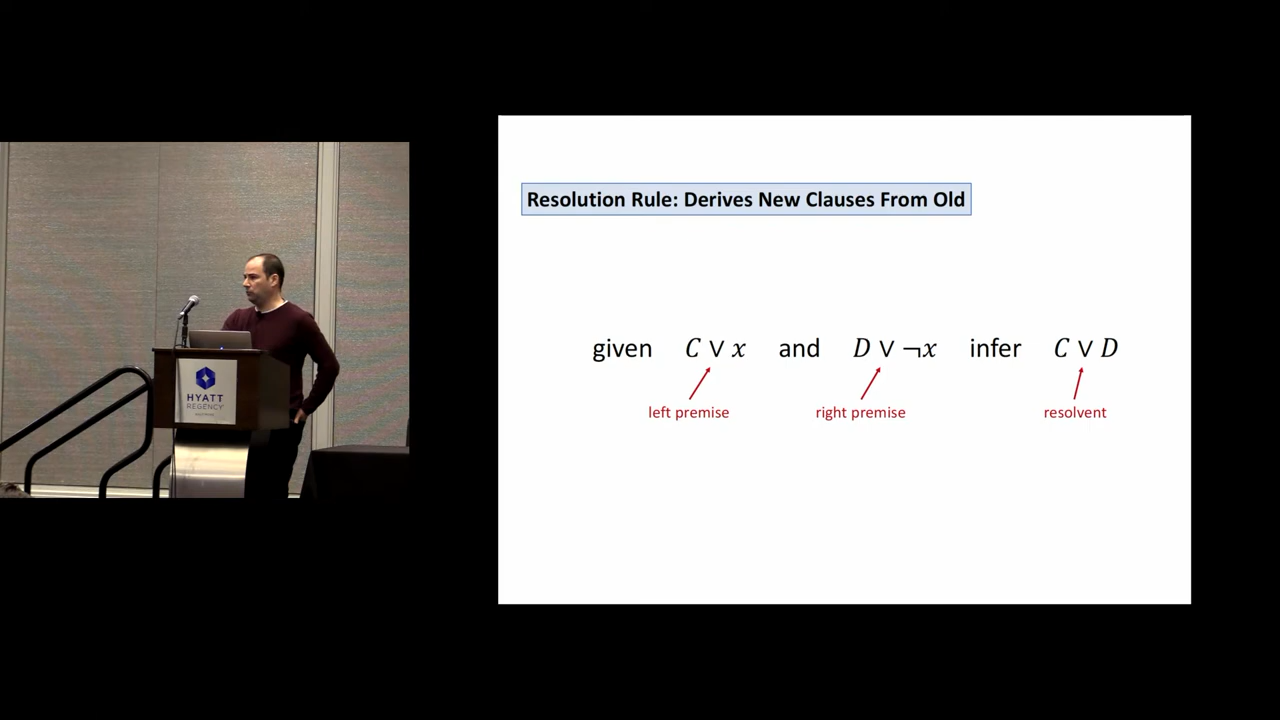 Resolution Rule: Derives New Clauses From Old
given C ∨ x and D ∨ ¬x infer C ∨ D
left premise right premise resolvent
HYATT
REGENCY